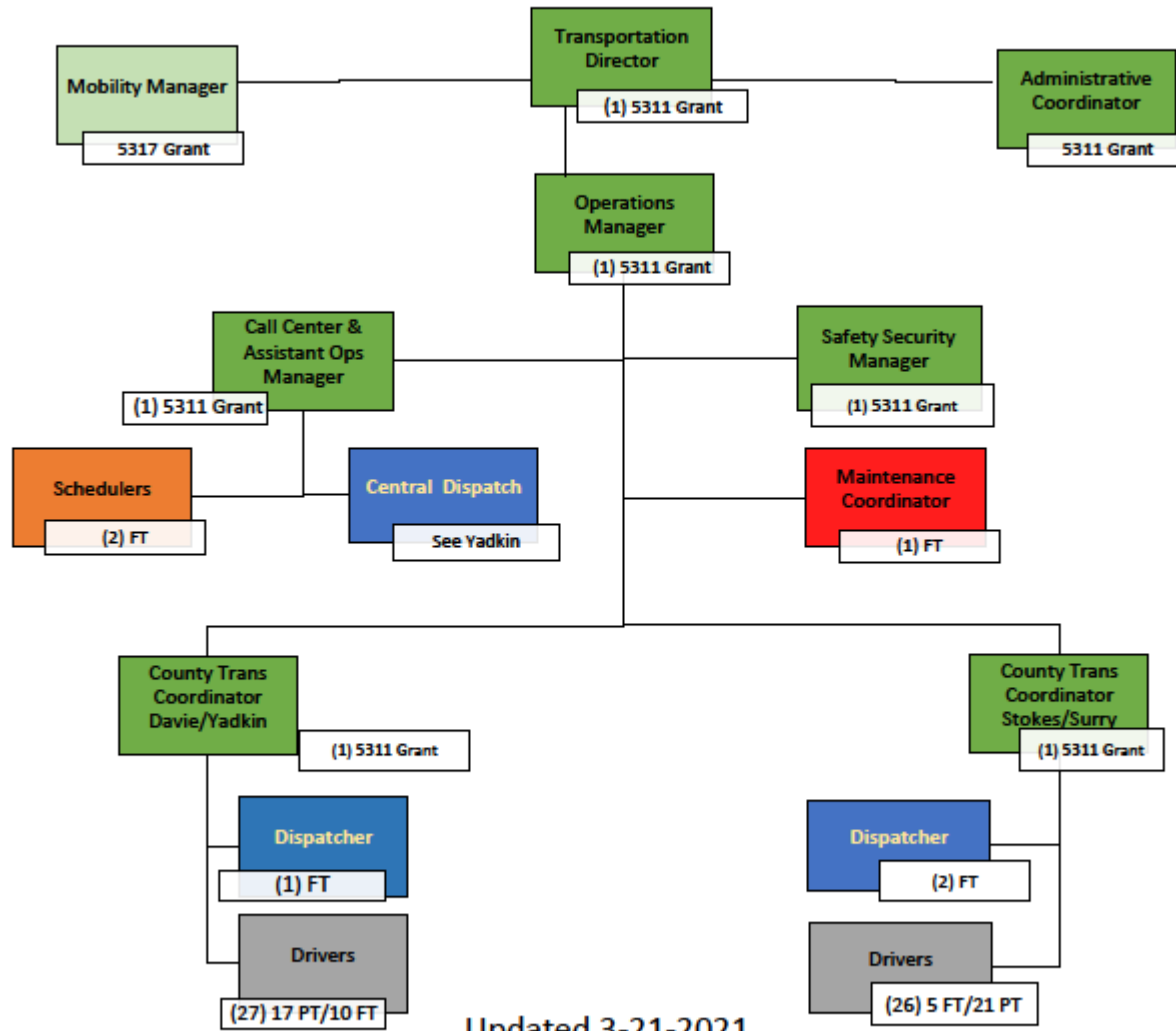 Transportation
Director
(1) 5311 Grant
Mobility Manager
5317 Grant
Administrative
Coordinator
5311 Grant
Operations
Manager
(1) 5311 Grant
Call Center &
Assistant Ops
Manager
(1) 5311 Grant
Safety Security
Manager
(1) 5311 Grant
Schedulers
(2) FT
Central Dispatch
See Yadkin
Maintenance
Coordinator
(1) FT
County Trans
Coordinator
Davie/Yadkin
(1) 5311 Grant
County Trans
Coordinator
Stokes/Surry
(1) 5311 Grant
Dispatcher
(1) FT
Dispatcher
(2) FT
Drivers
(27) 17 PT/10 FT
Drivers
(26) 5 FT/21 PT
Updated 3-21-2021